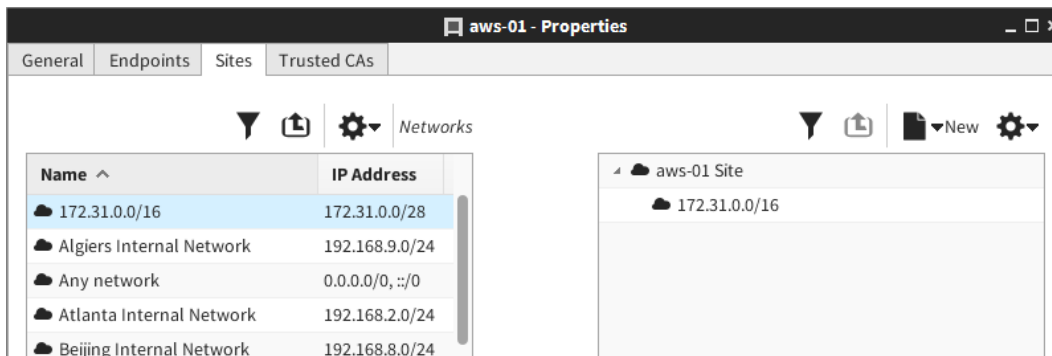 aws-01 - Properties
General Endpoints Sites Trusted CAs
Networks New
Name IP Address
172.31.0.0/16 172.31.0.0/28
Algiers Internal Network 192.168.9.0/24
Any network 0.0.0.0/0, ::/0
Atlanta Internal Network 192.168.2.0/24
Beijing Internal Network 192.168.8.0/24
aws-01 Site
172.31.0.0/16